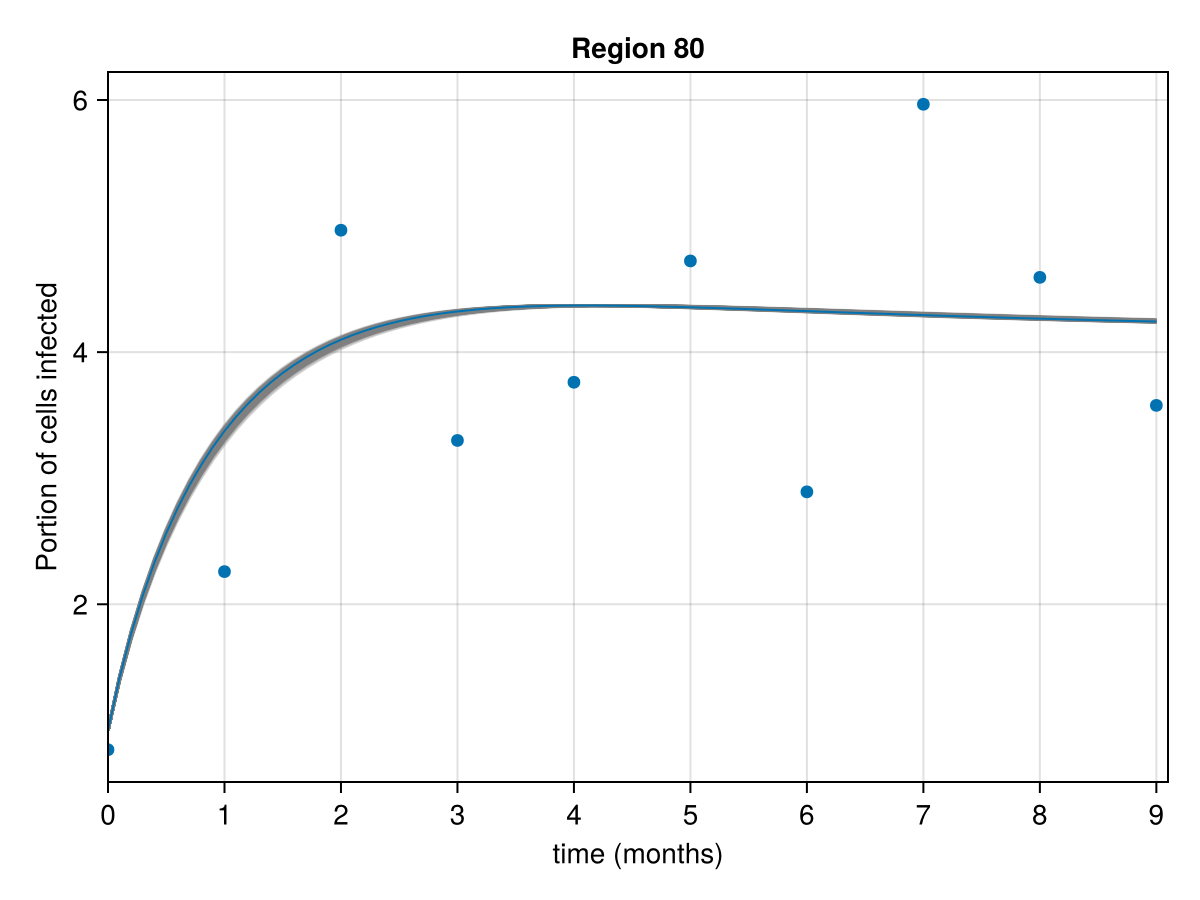 Region 80
Portion of cells infected
6
4
2
0 1 2 3 4 5 6 7 8 9
time (months)